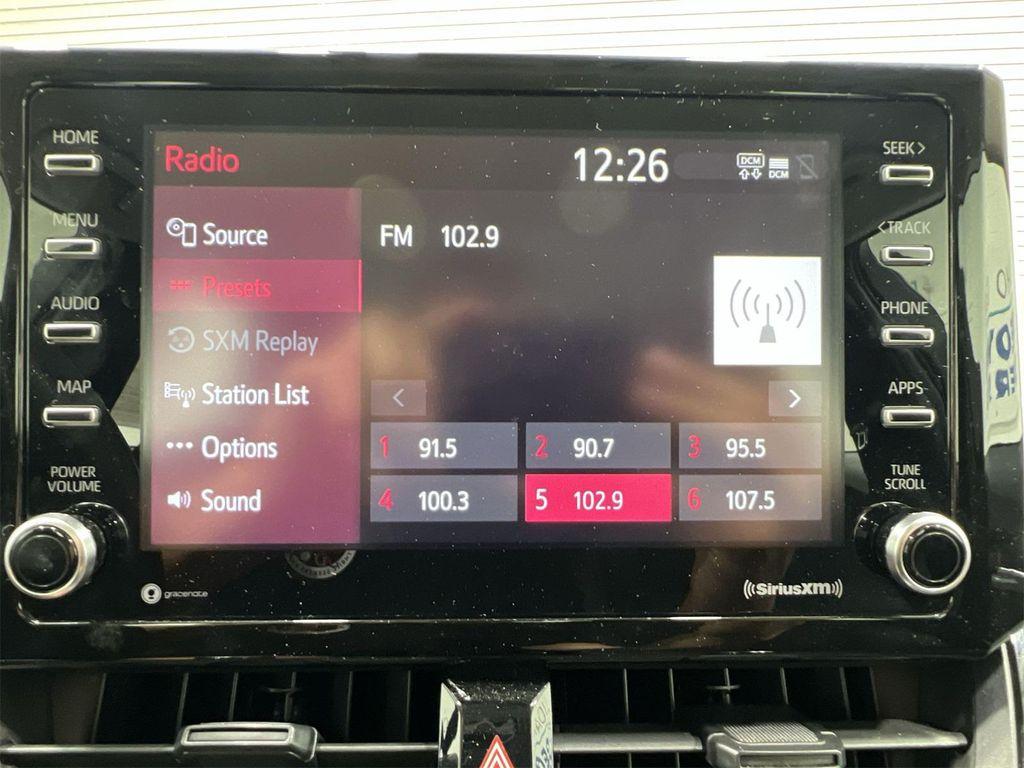 HOME
MENU
AUDIO
MAP
POWER
VOLUME
Radio
12:26
DCM
DCM
Source
Presets
SXM Replay
Station List
Options
Sound
FM 102.9
<
>
1 91.5
2 90.7
3 95.5
4 100.3
5 102.9
6 107.5
gracenote
SiriusXM
SEEK >
< TRACK
PHONE
APPS
TUNE
SCROLL